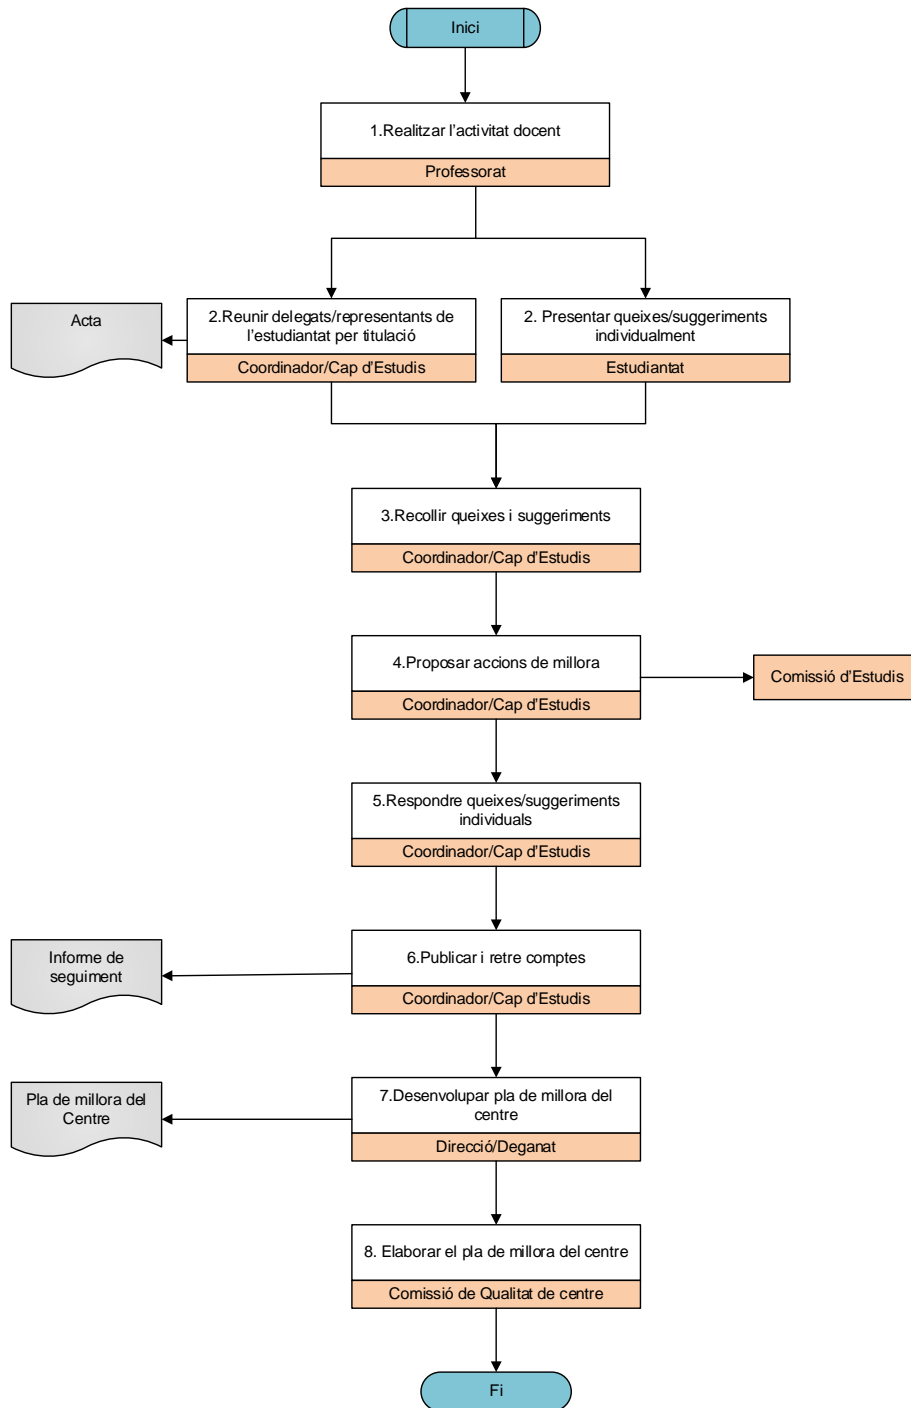 Inici
1.Realitzar l'activitat docent
Professorat
Acta
2.Reunir delegats/representants de
l'estudiantat per titulació
Coordinador/Cap d'Estudis
2. Presentar queixes/suggeriments
individualment
Estudiantat
3.Recollir queixes i suggeriments
Coordinador/Cap d'Estudis
4.Proposar accions de millora
Coordinador/Cap d'Estudis
Comissió d'Estudis
5.Respondre queixes/suggeriments
individuals
Coordinador/Cap d'Estudis
Informe de
seguiment
6.Publicar i retre comptes
Coordinador/Cap d'Estudis
Pla de millora del
Centre
7.Desenvolupar pla de millora del
centre
Direcció/Deganat
8. Elaborar el pla de millora del centre
Comissió de Qualitat de centre
Fi